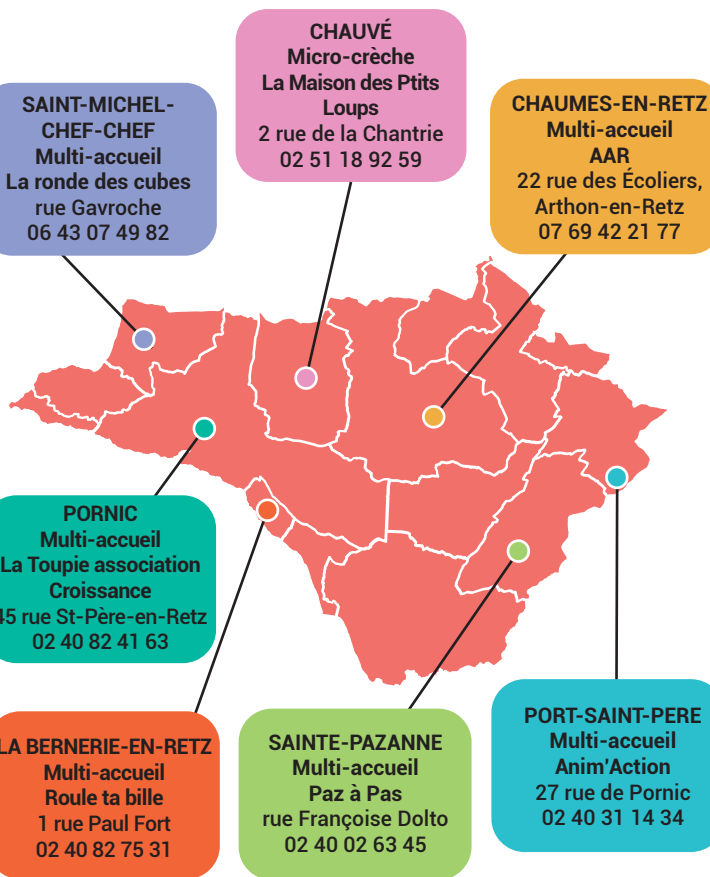 CHAUVÉ
Micro-crèche
La Maison des Ptits
Loups
2 rue de la Chantrie
02 51 18 92 59
SAINT-MICHEL-
CHEF-CHEF
Multi-accueil
La ronde des cubes
rue Gavroche
06 43 07 49 82
CHAUMES-EN-RETZ
Multi-accueil
AAR
22 rue des Écoliers,
Arthon-en-Retz
07 69 42 21 77
PORNIC
Multi-accueil
La Toupie association
Croissance
45 rue St-Père-en-Retz
02 40 82 41 63
LA BERNERIE-EN-RETZ
Multi-accueil
Roule ta bille
1 rue Paul Fort
02 40 82 75 31
SAINTE-PAZANNE
Multi-accueil
Paz à Pas
rue Françoise Dolto
02 40 02 63 45
PORT-SAINT-PERE
Multi-accueil
Anim'Action
27 rue de Pornic
02 40 31 14 34